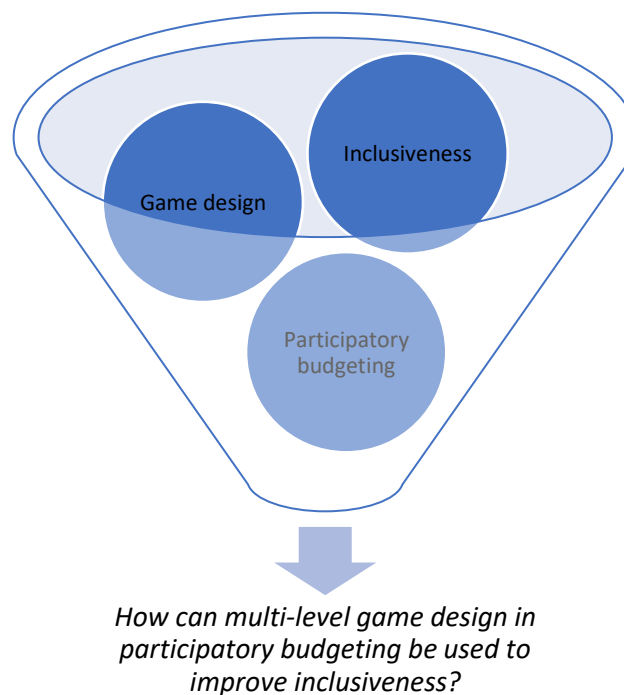 Inclusiveness
Game design
Participatory
budgeting
How can multi-level game design in
participatory budgeting be used to
improve inclusiveness?